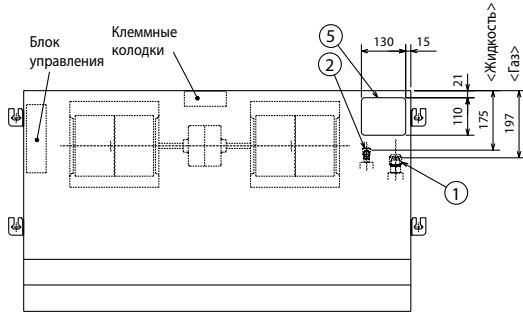 Блок
управления
Клеммные
колодки
5
2
130
15
21
110
175
<Жидкость>
197
<Газ>
1